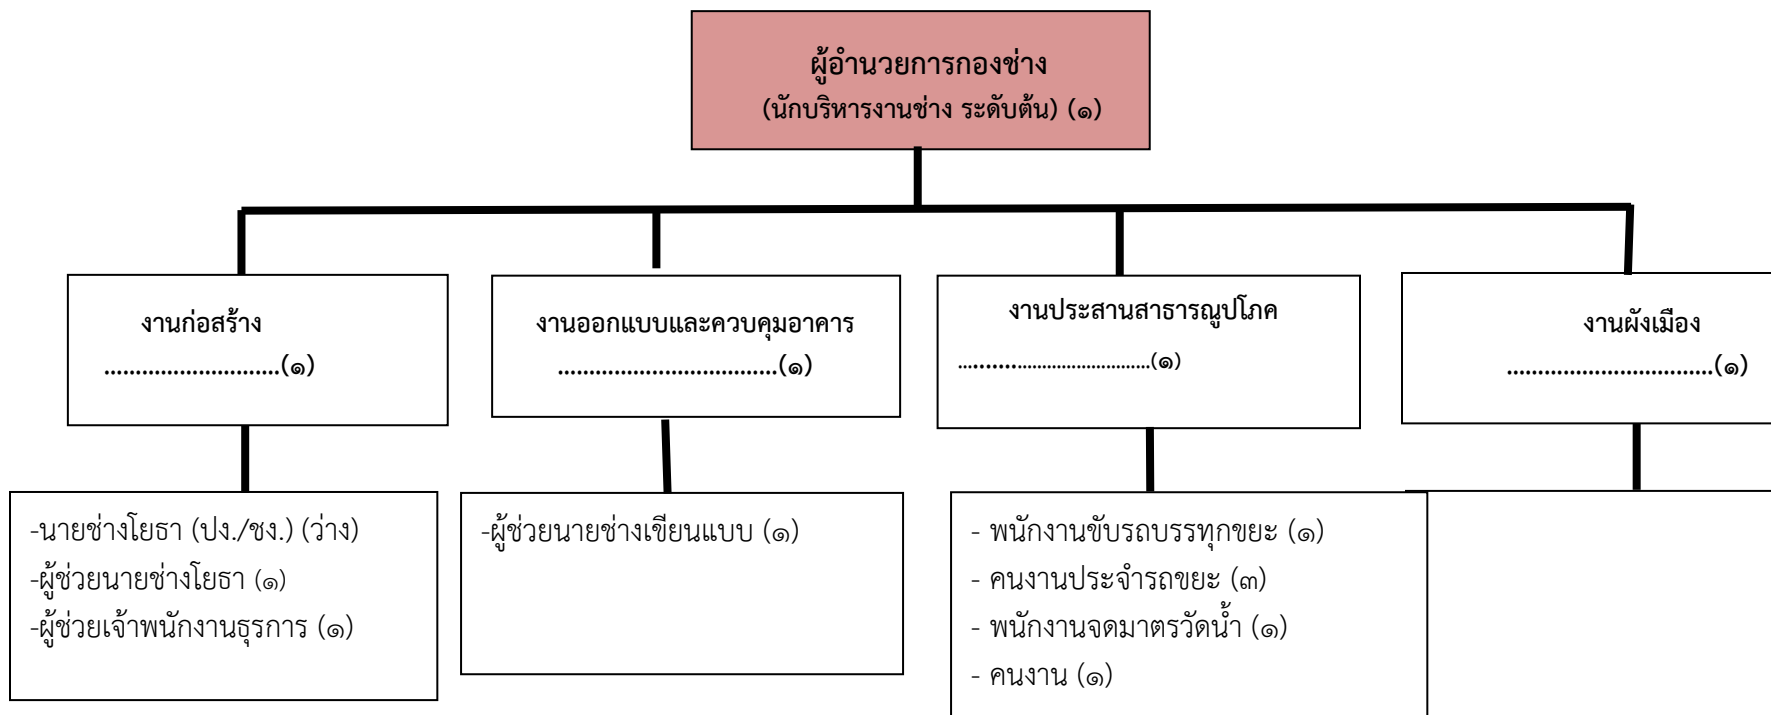 ผู้อำนวยการกองช่าง
(นักบริหารงานช่าง ระดับต้น) (๑)
งานก่อสร้าง
............................(๑)
งานออกแบบและควบคุมอาคาร
...................................(๑)
งานประสานสาธารณูปโภค
....................................(๑)
งานผังเมือง
.................................(๑)
-นายช่างโยธา (ปง./ชง.) (ว่าง)
-ผู้ช่วยนายช่างโยธา (๑)
-ผู้ช่วยเจ้าพนักงานธุรการ (๑)
-ผู้ช่วยนายช่างเขียนแบบ (๑)
- พนักงานขับรถบรรทุกขยะ (๑)
- คนงานประจำรถขยะ (๓)
- พนักงานจดมาตรวัดน้ำ (๑)
- คนงาน (๑)